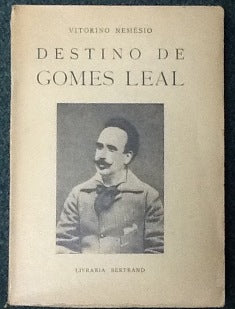 VITORINO NEMÉSIO
DESTINO DE
GOMES LEAL
LIVRARIA BERTRAND